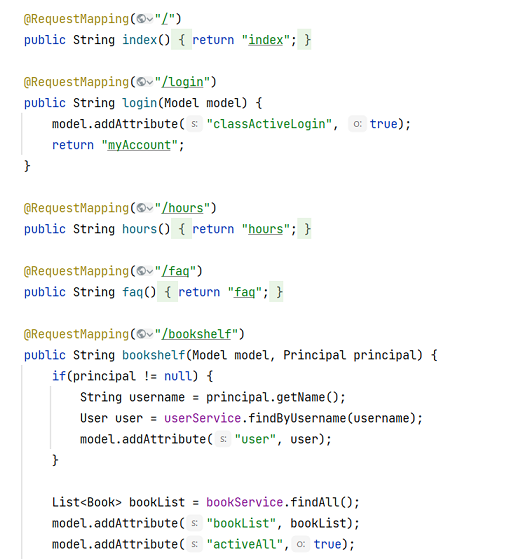 @RequestMapping("/")
public String index() { return "index"; }
@RequestMapping("/login")
public String login(Model model) {
model.addAttribute( s: "classActiveLogin", o: true);
return "myAccount";
}
@RequestMapping("/hours")
public String hours() { return "hours"; }
@RequestMapping("/faq")
public String faq() { return "faq"; }
@RequestMapping("/bookshelf")
public String bookshelf(Model model, Principal principal) {
if(principal != null) {
String username = principal.getName();
User user = userService.findByUsername(username);
model.addAttribute( s: "user", user);
}
List<Book> bookList = bookService.findAll();
model.addAttribute( s: "bookList", bookList);
model.addAttribute( s: "activeAll", o: true);